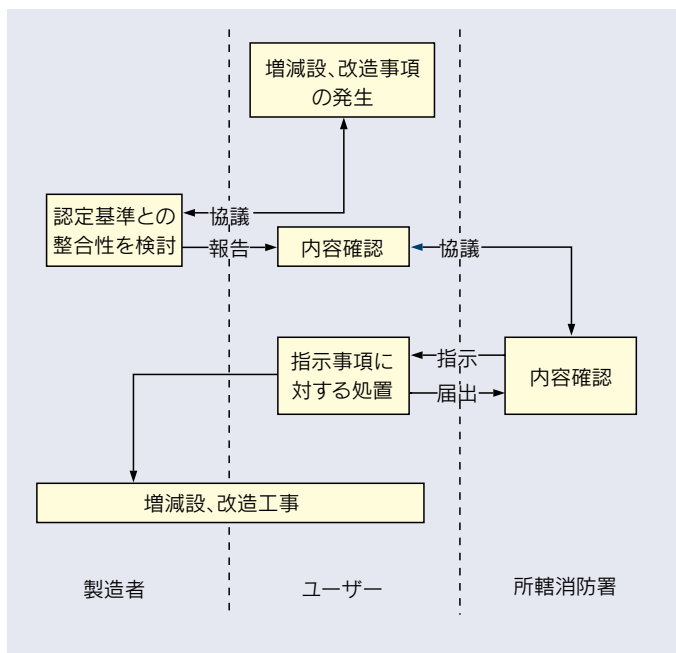 増減設、改造事項
の発生
認定基準との
整合性を検討
協議
報告
内容確認
協議
指示事項に
対する処置
指示
届出
内容確認
増減設、改造工事
製造者
ユーザー
所轄消防署